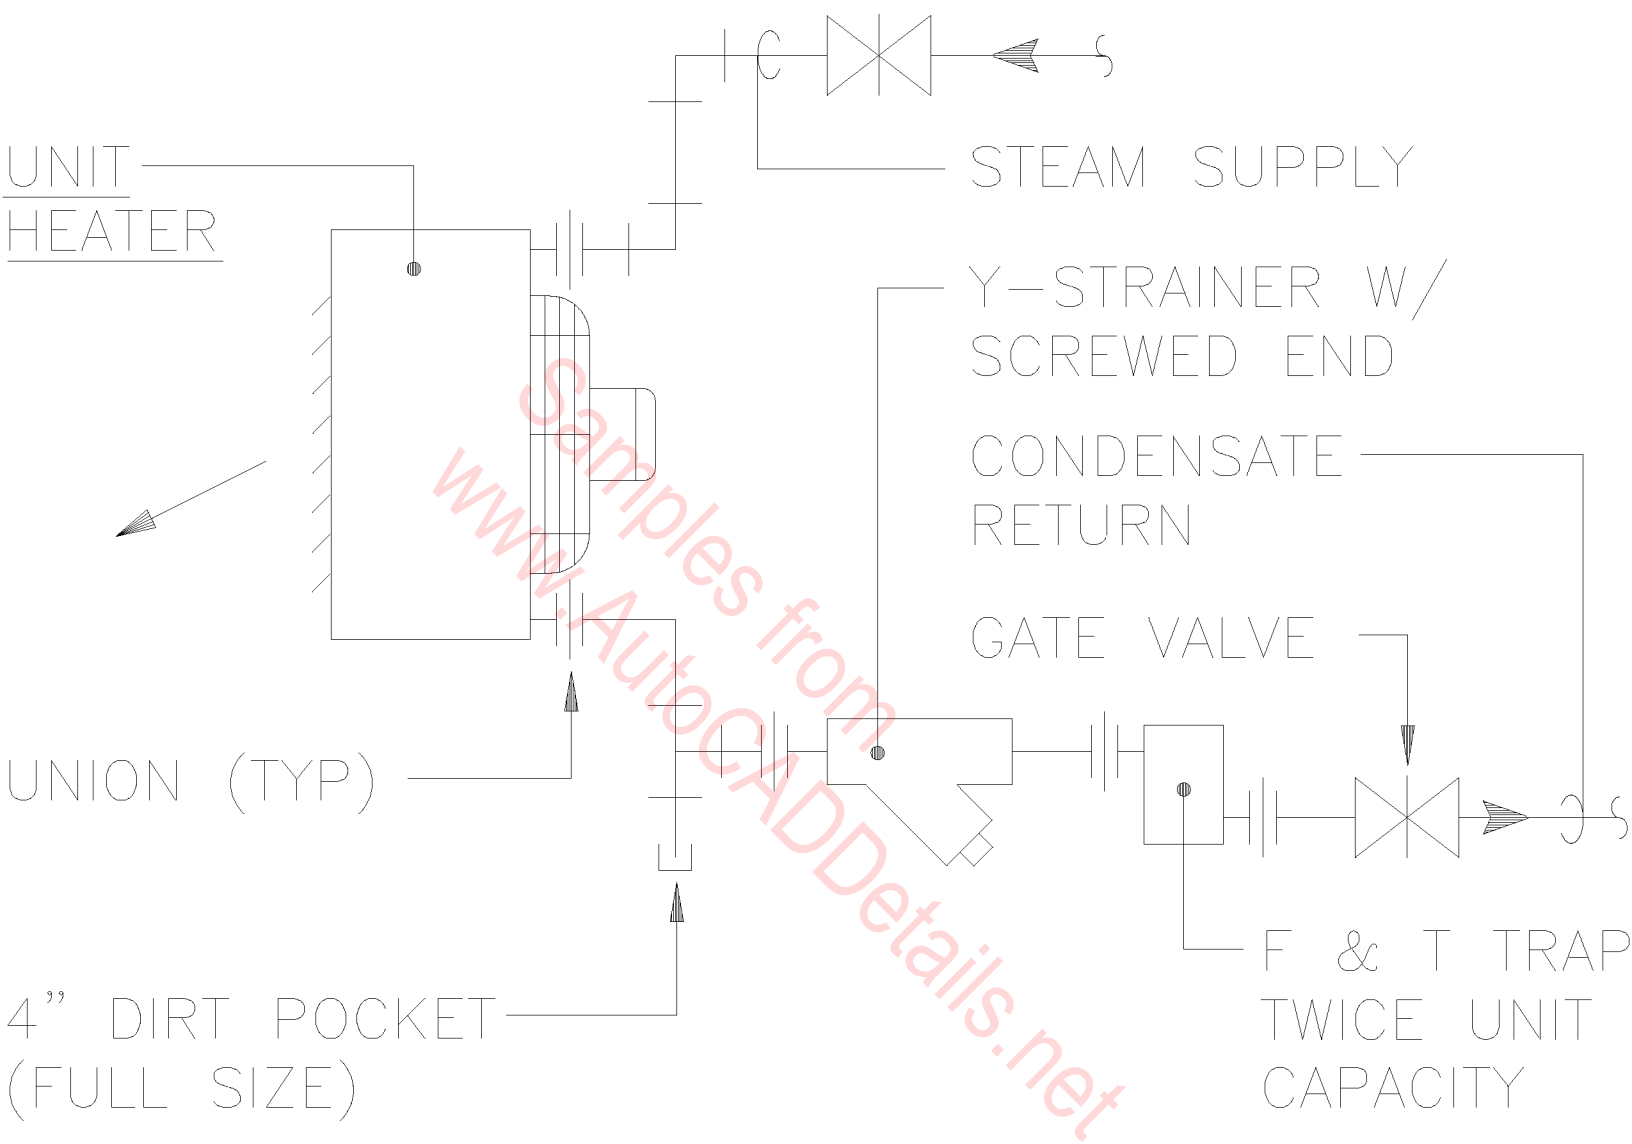 STEAM SUPPLY
UNIT
HEATER
Y-STRAINER W/
SCREWED END
CONDENSATE
RETURN
GATE VALVE
UNION (TYP)
F & T TRAP
TWICE UNIT
CAPACITY
4" DIRT POCKET
(FULL SIZE)
Samples from
www.AutoCADDetails.net